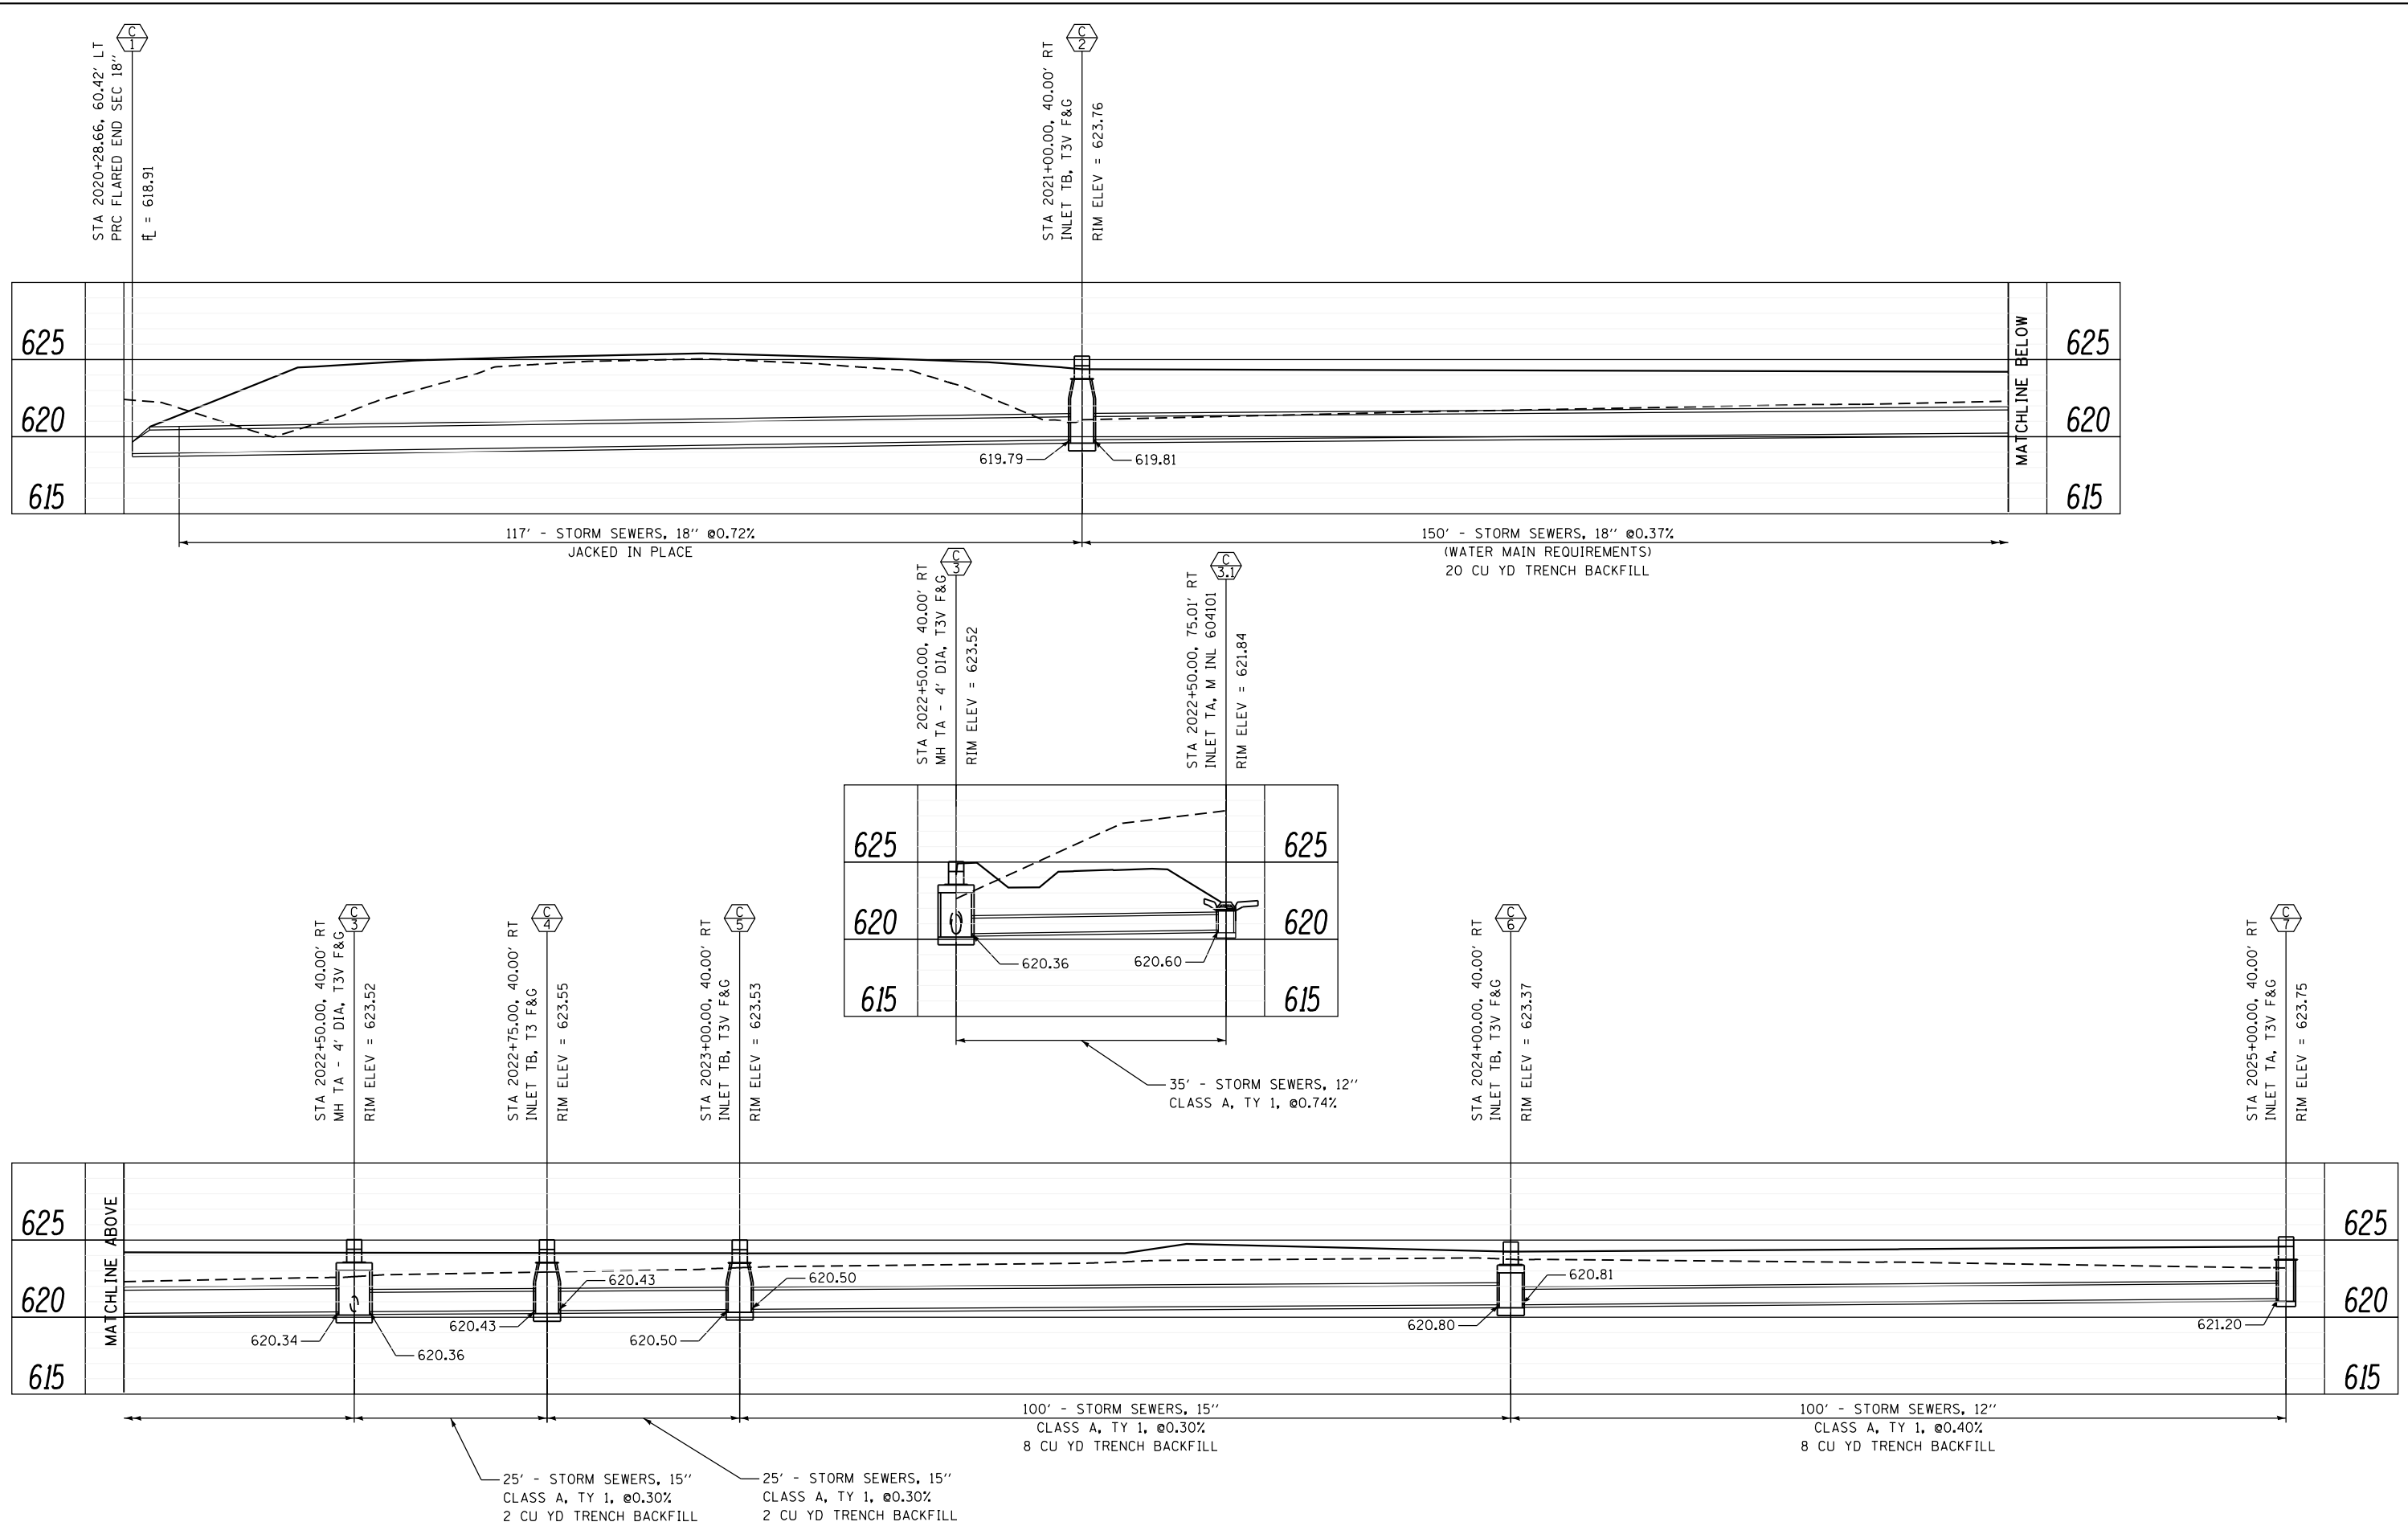 C
1
STA 2020+28.66, 60.42' LT
PRC FLARED END SEC 18''
FL = 618.91
C
2
STA 2021+00.00, 40.00' RT
INLET TB, T3V F&G
RIM ELEV = 623.76
625
620
615
619.79
619.81
MATCHLINE BELOW
625
620
615
117' - STORM SEWERS, 18'' @0.72%
JACKED IN PLACE
150' - STORM SEWERS, 18'' @0.37%
(WATER MAIN REQUIREMENTS)
20 CU YD TRENCH BACKFILL
C
3
STA 2022+50.00, 40.00' RT
MH TA - 4' DIA, T3V F&G
RIM ELEV = 623.52
C
3.1
STA 2022+50.00, 75.01' RT
INLET TA, M INL 604101
RIM ELEV = 621.84
625
620
615
620.36
620.60
625
620
615
35' - STORM SEWERS, 12''
CLASS A, TY 1, @0.74%
C
3
STA 2022+50.00, 40.00' RT
MH TA - 4' DIA, T3V F&G
RIM ELEV = 623.52
C
4
STA 2022+75.00, 40.00' RT
INLET TB, T3 F&G
RIM ELEV = 623.55
C
5
STA 2023+00.00, 40.00' RT
INLET TB, T3V F&G
RIM ELEV = 623.53
C
6
STA 2024+00.00, 40.00' RT
INLET TB, T3V F&G
RIM ELEV = 623.37
C
7
STA 2025+00.00, 40.00' RT
INLET TA, T3V F&G
RIM ELEV = 623.75
625
620
615
MATCHLINE ABOVE
620.34
620.36
620.43
620.43
620.50
620.50
620.80
620.81
621.20
625
620
615
100' - STORM SEWERS, 15''
CLASS A, TY 1, @0.30%
8 CU YD TRENCH BACKFILL
100' - STORM SEWERS, 12''
CLASS A, TY 1, @0.40%
8 CU YD TRENCH BACKFILL
25' - STORM SEWERS, 15''
CLASS A, TY 1, @0.30%
2 CU YD TRENCH BACKFILL
25' - STORM SEWERS, 15''
CLASS A, TY 1, @0.30%
2 CU YD TRENCH BACKFILL